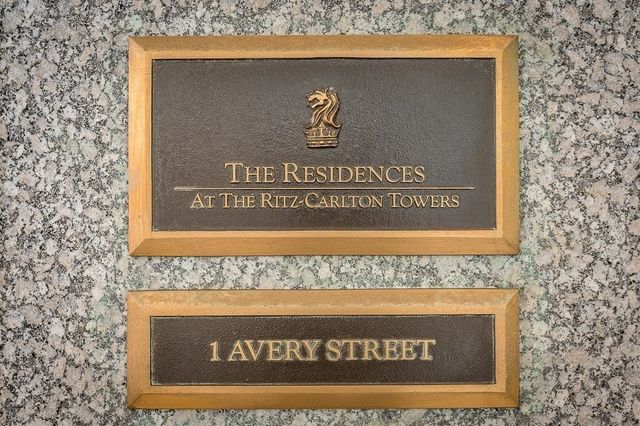 THE RESIDENCES
AT THE RITZ-CARLTON TOWERS
1 AVERY STREET